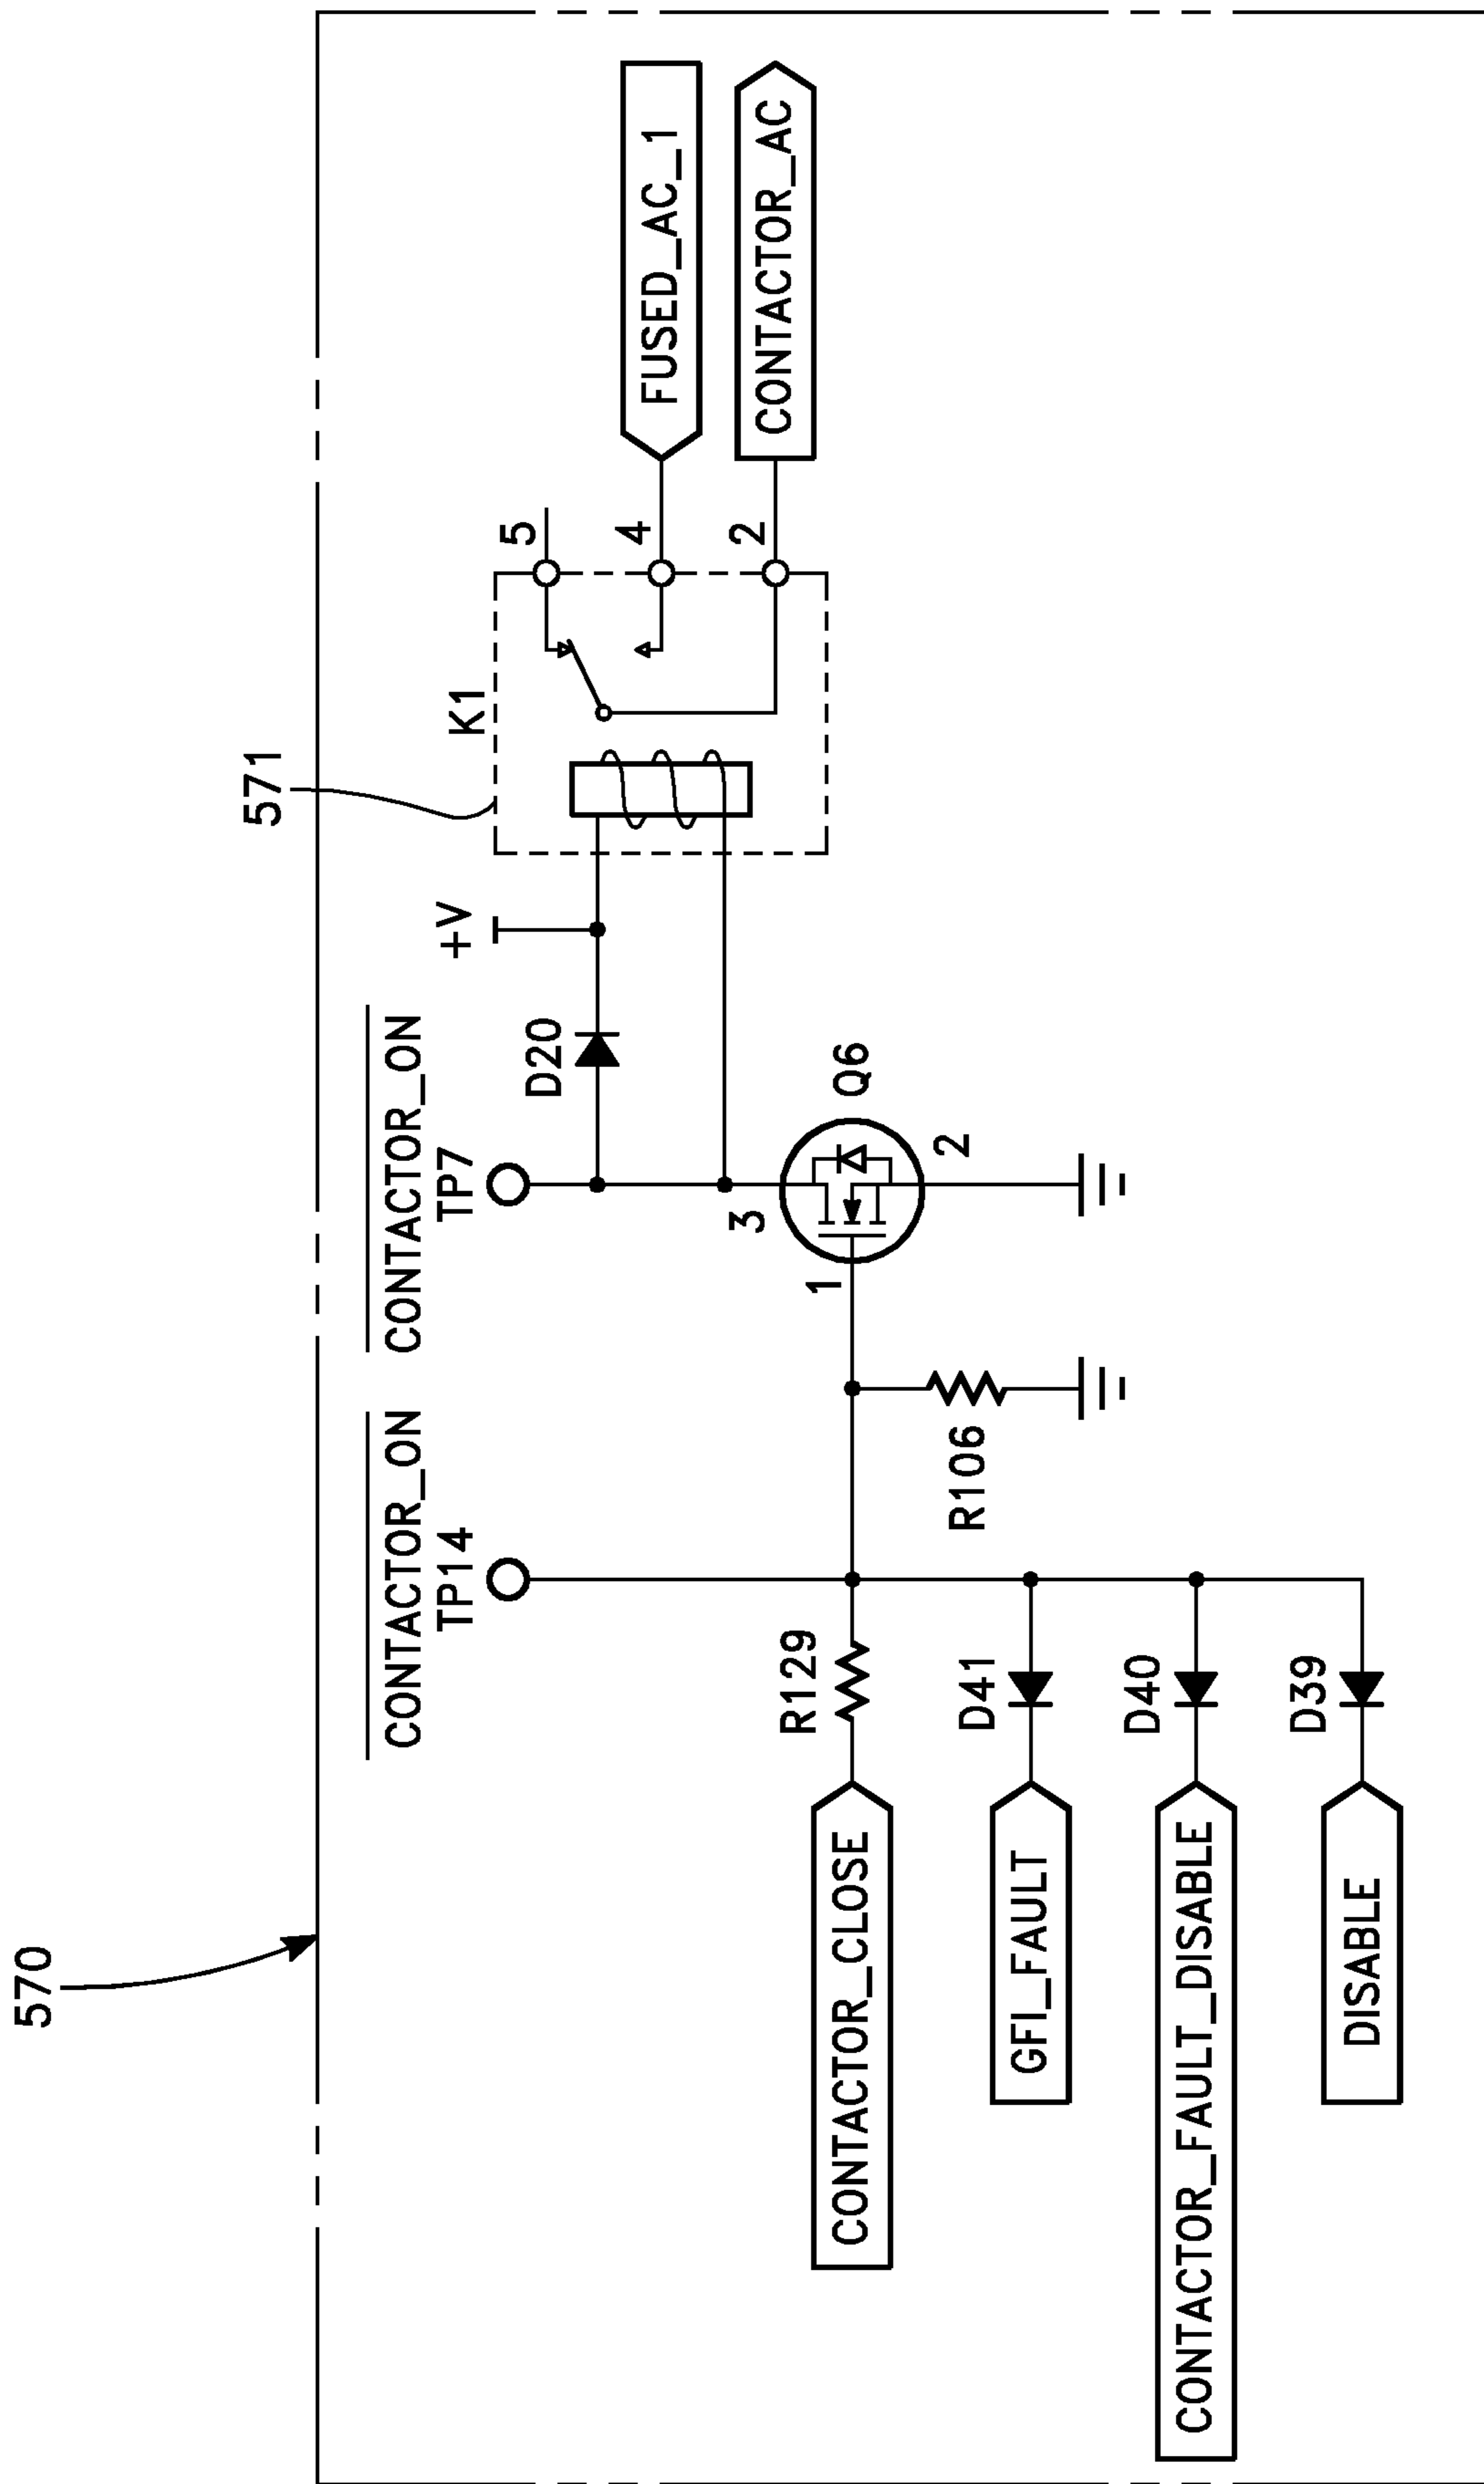 570
571
CONTACTOR_ON
TP14
CONTACTOR_ON
TP7
+V
K1
D20
5
4
2
FUSED_AC_1
CONTACTOR_AC
3
1
Q6
2
R106
R129
CONTACTOR_CLOSE
D41
GFI_FAULT
D40
CONTACTOR_FAULT_DISABLE
D39
DISABLE